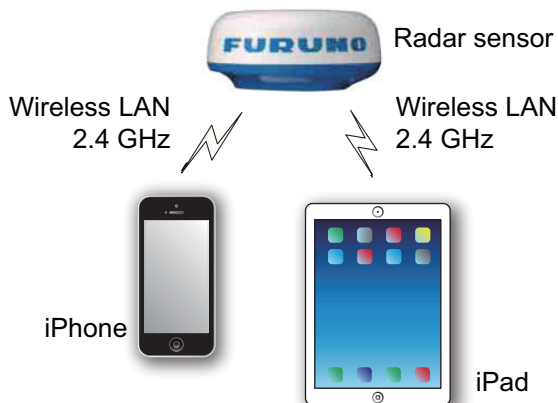 FURUNO
Radar sensor
Wireless LAN
2.4 GHz
Wireless LAN
2.4 GHz
iPhone
iPad